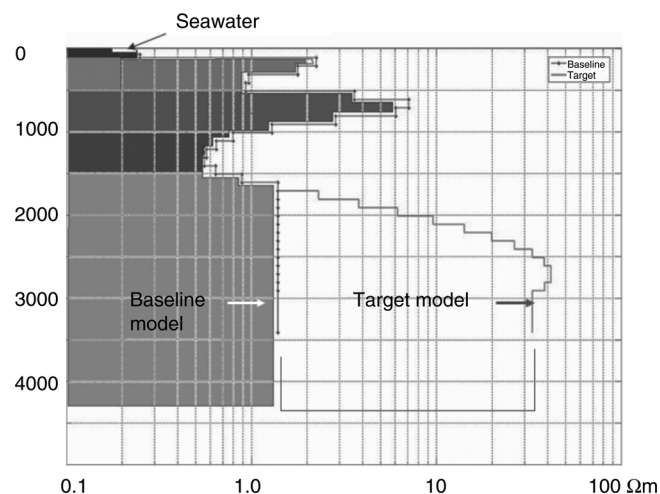 Seawater
0
Baseline
Target
1000
2000
3000
Baseline
model
Target model
4000
0.1
1.0
10
100 Ωm